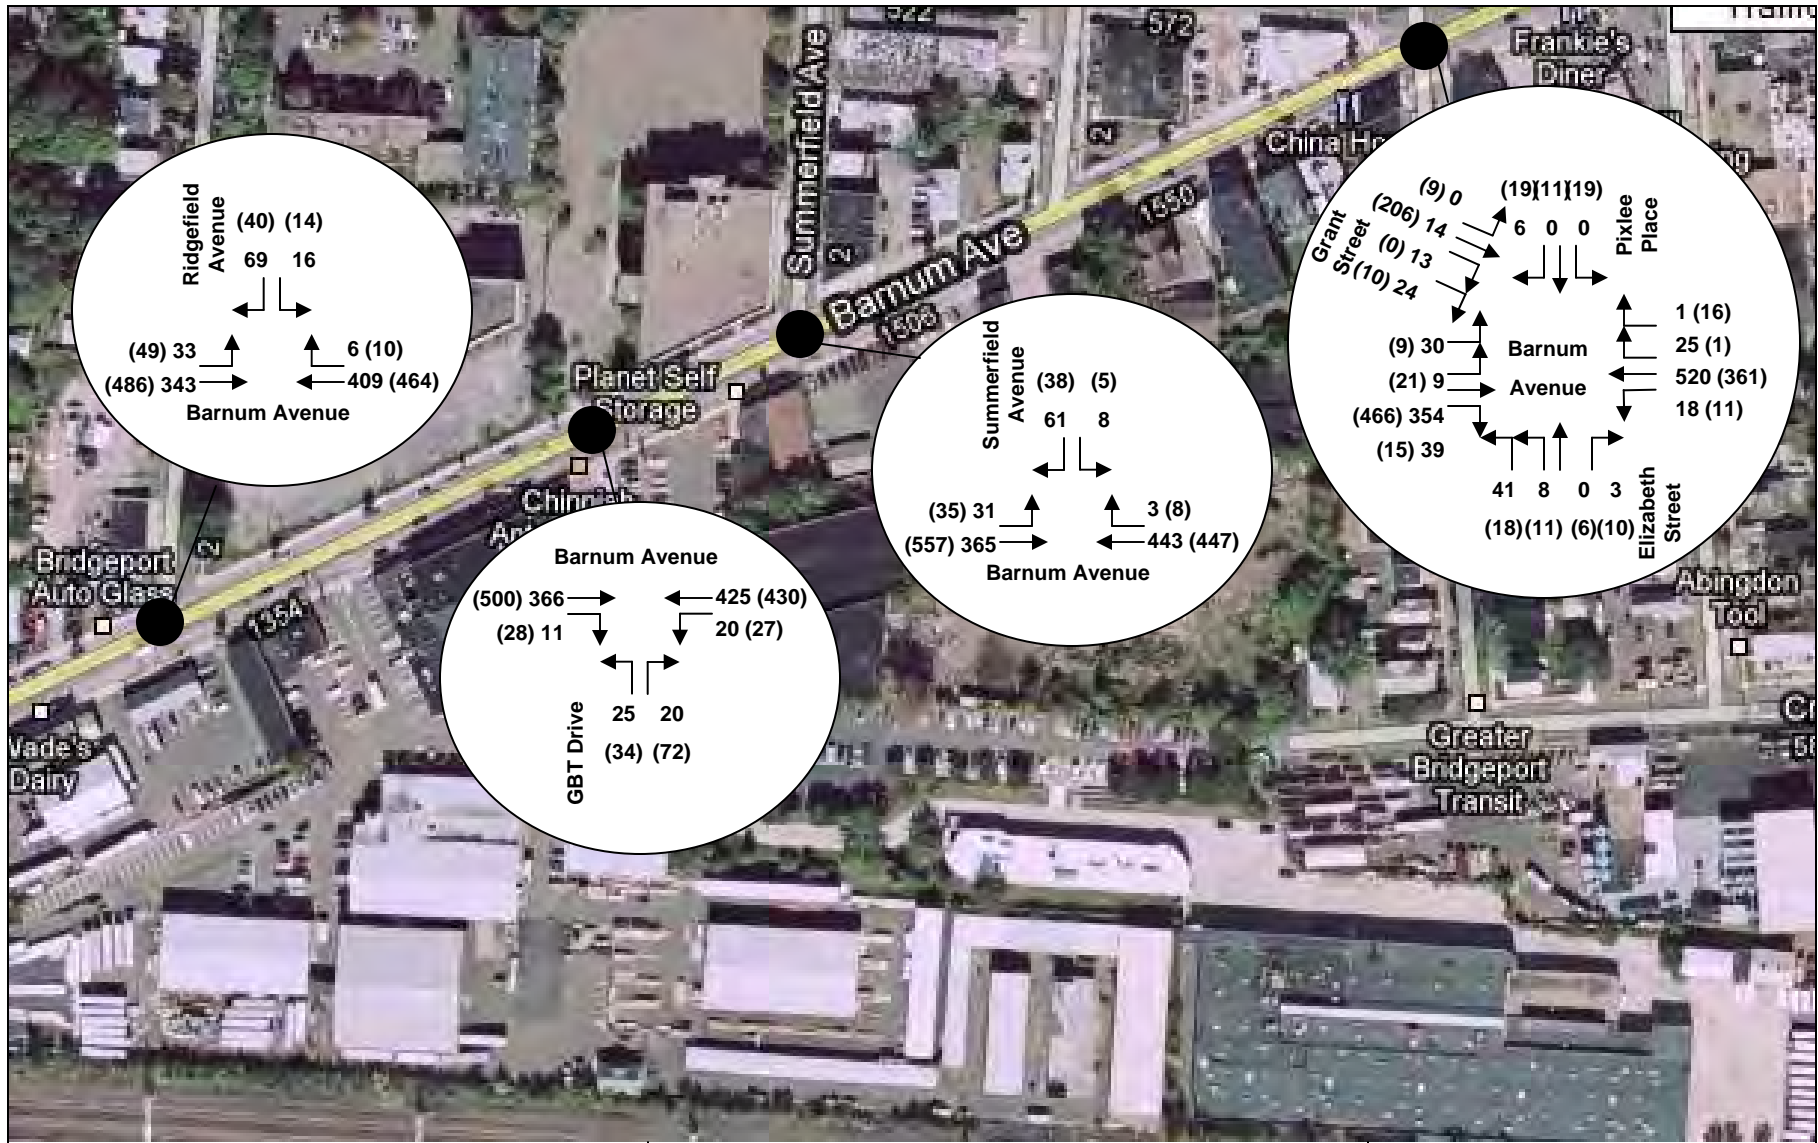 522
572
Frankie's
Diner
Summerfield Ave
2
2
1550
Barnum Ave
Ridgefield
Avenue
(40) (14)
69 16
(49) 33
6 (10)
(486) 343
409 (464)
Barnum Avenue
(9) 0
(206) 14
(0) 13
(10) 24
Grant
Street
(19)(11)(19)
6 0 0
Pixlee
Place
(9) 30
(21) 9
(466) 354
(15) 39
Barnum
Avenue
1 (16)
25 (1)
520 (361)
18 (11)
41 8 0 3
(18) (11) (6) (10)
Elizabeth
Street
Planet Self
Storage
Summerfield
Avenue
(38) (5)
61 8
(35) 31
3 (8)
(557) 365
443 (447)
Barnum Avenue
Bridgeport
Auto Glass
2
135A
Barnum Avenue
(500) 366
425 (430)
(28) 11
20 (27)
GBT Drive
25 20
(34) (72)
Abingdon
Tool
Wade's
Dairy
Greater
Bridgeport
Transit